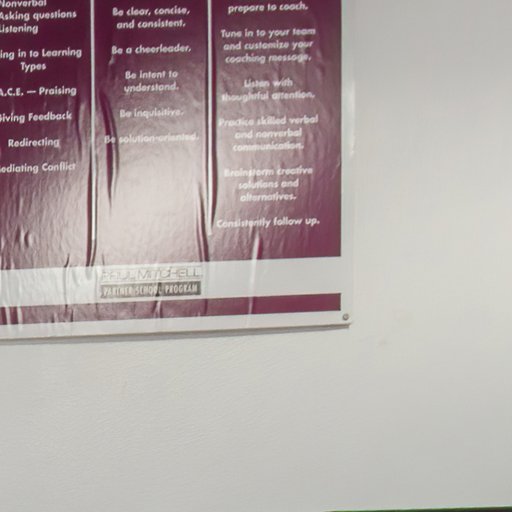 Nonverbal
Asking questions
Listening
ing in to Learning
Types
A.C.E. — Praising
iving Feedback
Redirecting
ediating Conflict
Be clear, concise,
and consistent.
Be a cheerleader.
Be intent to
understand.
Be inquisitive.
Be solution-oriented.
prepare to coach.
Tune in to your team
and customize your
coaching message.
Listen with
thoughtful attention.
Practice skilled verbal
and nonverbal
communication.
Brainstorm creative
solutions and
alternatives.
Consistently follow up.
PAUL MITCHELL
PARTNER SCHOOL PROGRAM